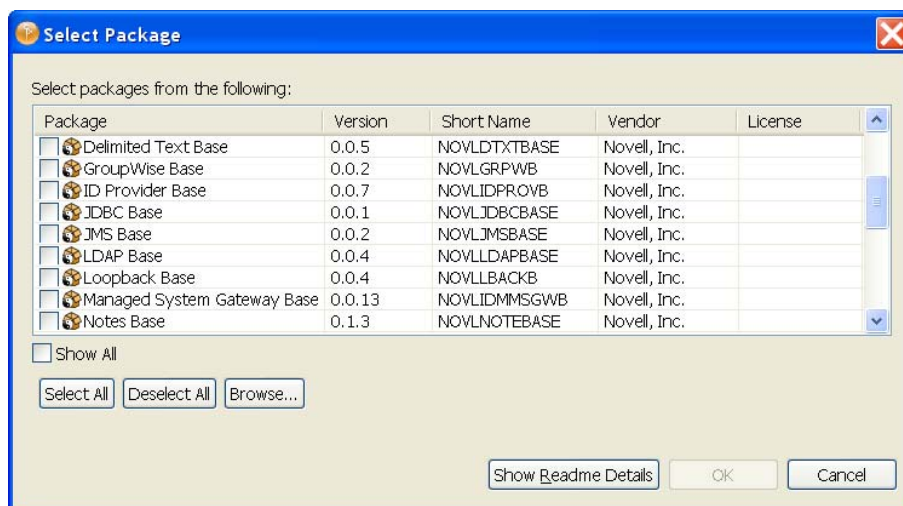 Select Package
Select packages from the following:
Package Version Short Name Vendor License
Delimited Text Base 0.0.5 NOVLDTXTBASE Novell, Inc.
GroupWise Base 0.0.2 NOVLGRPWB Novell, Inc.
ID Provider Base 0.0.7 NOVLIDPROVB Novell, Inc.
JDBC Base 0.0.1 NOVLJDBCBASE Novell, Inc.
JMS Base 0.0.2 NOVLJMSBASE Novell, Inc.
LDAP Base 0.0.4 NOVLLDAPBASE Novell, Inc.
Loopback Base 0.0.4 NOVLLBACKB Novell, Inc.
Managed System Gateway Base 0.0.13 NOVLIDMMSGWB Novell, Inc.
Notes Base 0.1.3 NOVLNOTEBASE Novell, Inc.
Show All
Select All Deselect All Browse...
Show Readme Details OK Cancel